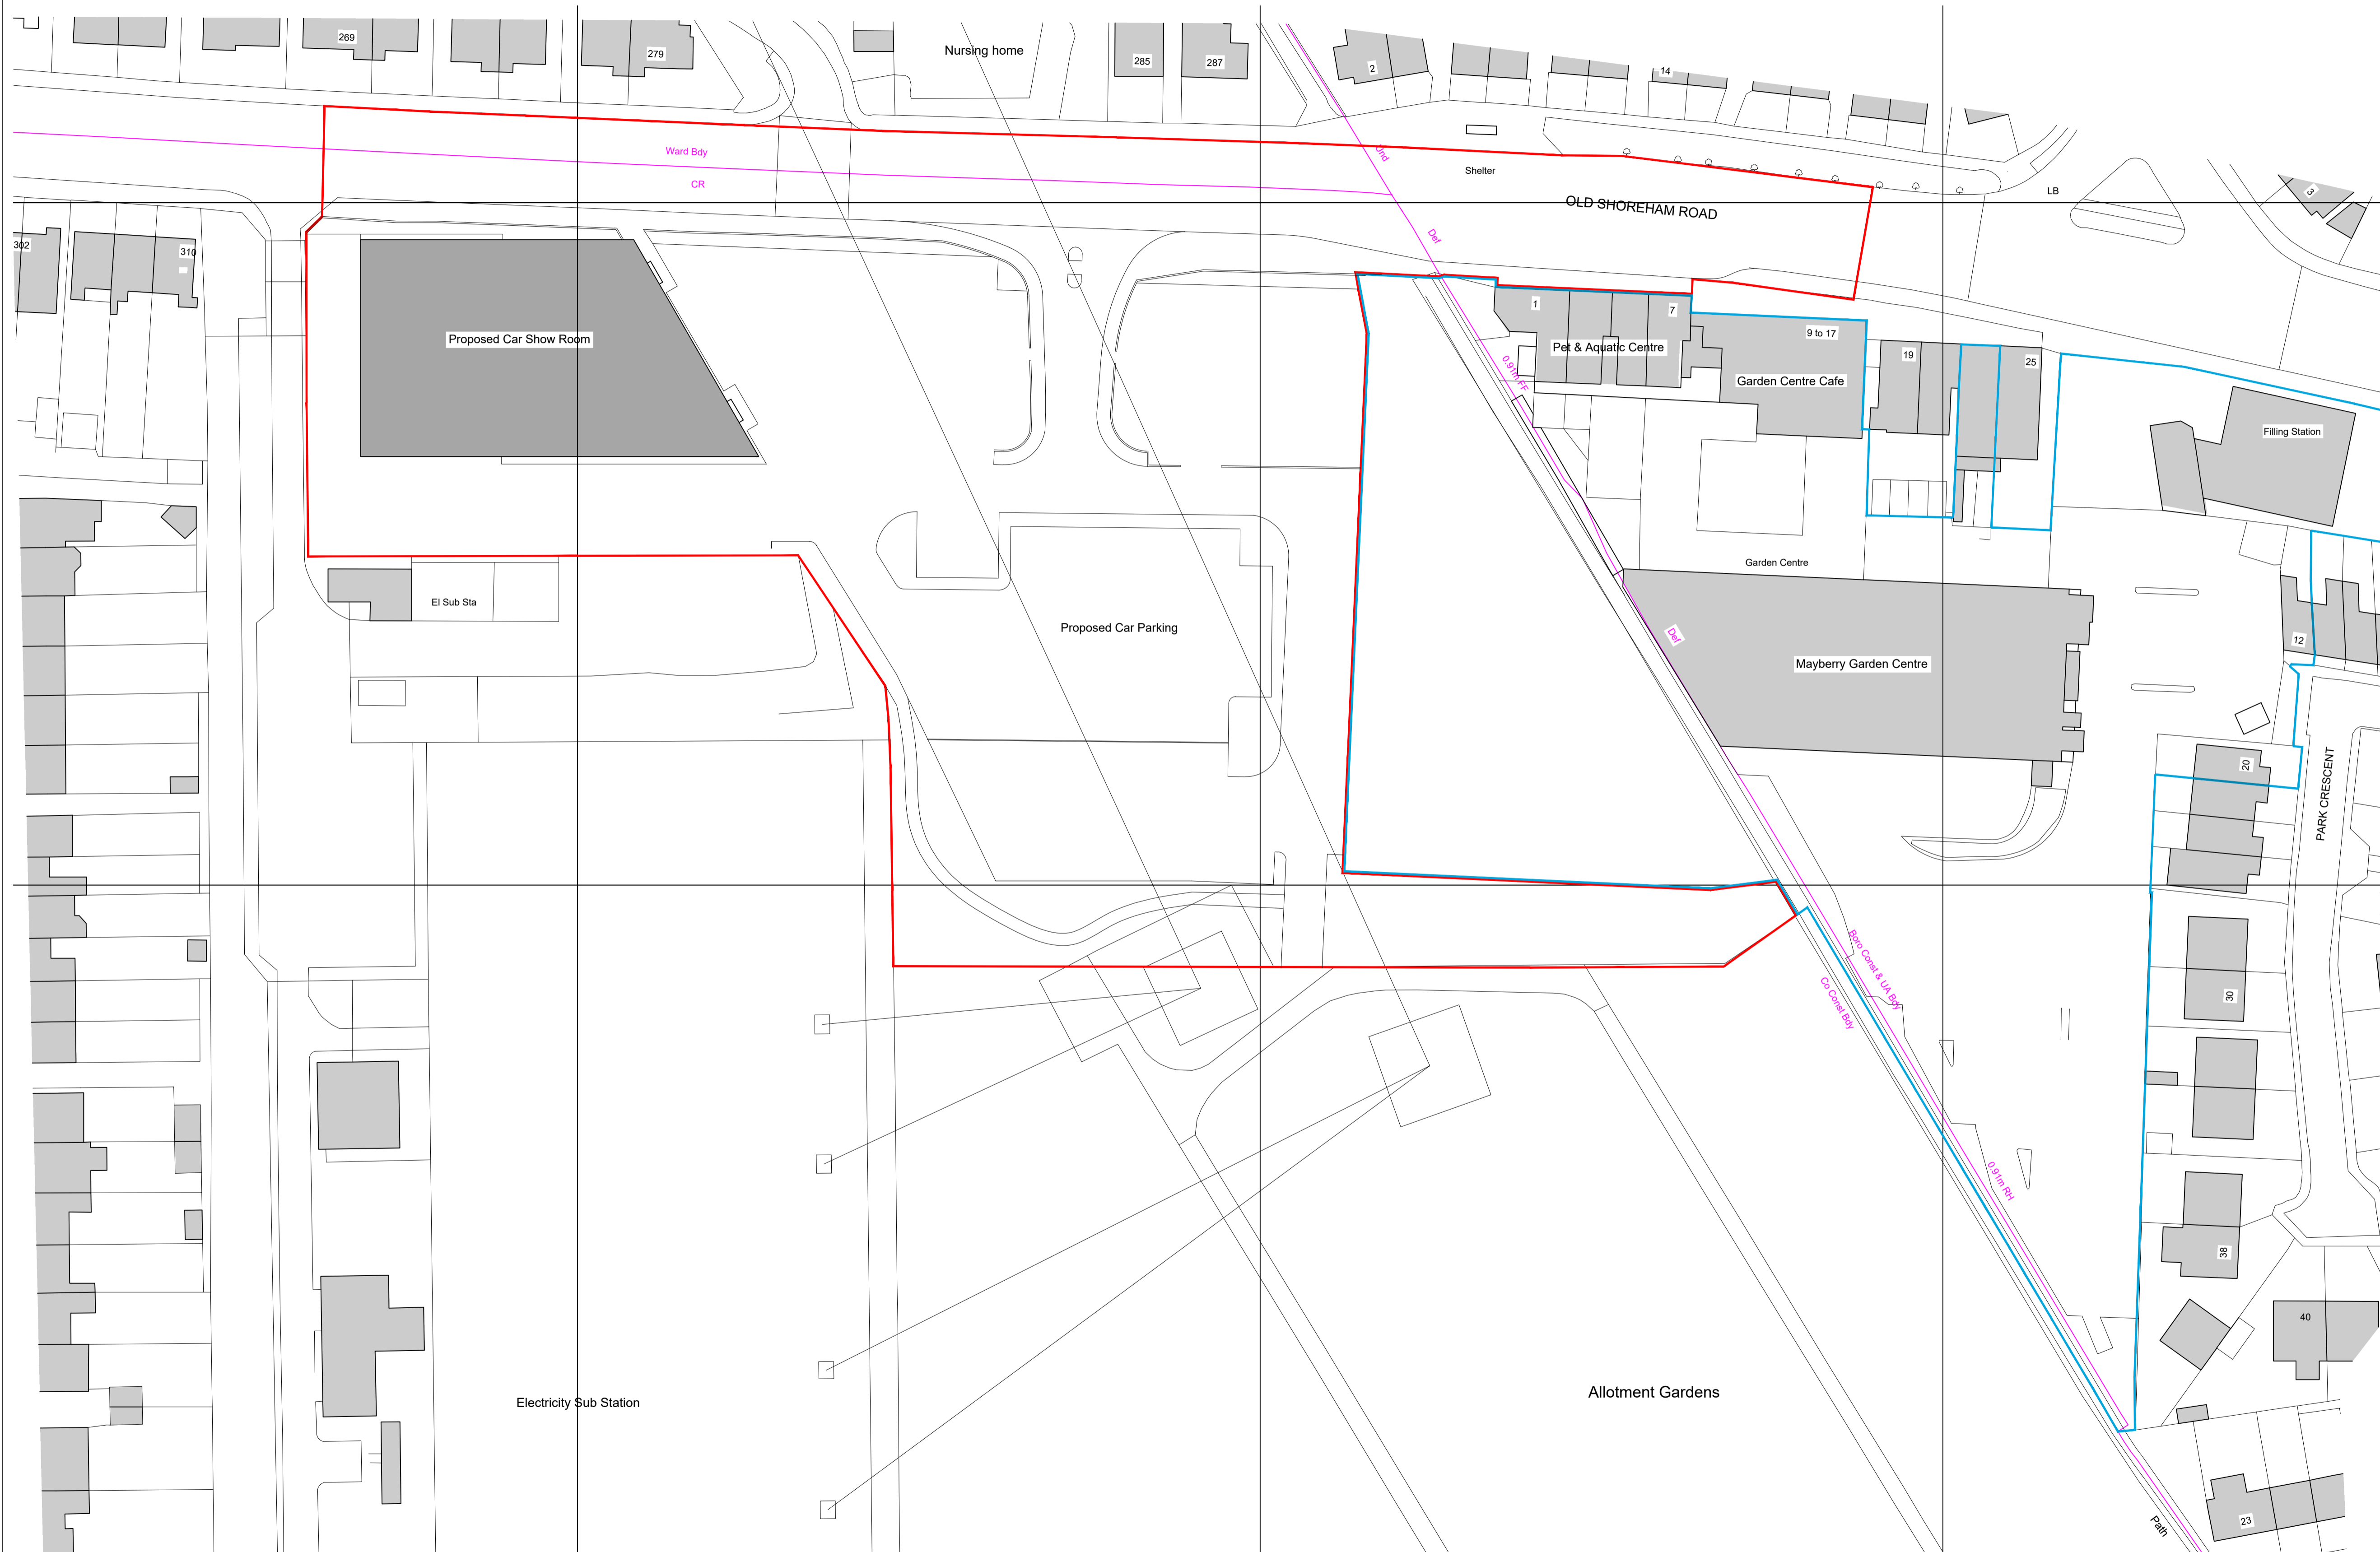 269
279
Nursing home
285
287
2
14
Ward Bdy
CR
Und
Shelter
OLD SHOREHAM ROAD
LB
3
302
310
Def
Proposed Car Show Room
1
7
9 to 17
Pet & Aquatic Centre
0.91m FF
19
25
Garden Centre Cafe
Filling Station
Garden Centre
El Sub Sta
Proposed Car Parking
Def
Mayberry Garden Centre
12
20
PARK CRESCENT
Boro Const & UA Bdy
Co Const Bdy
30
0.91m RH
38
40
Allotment Gardens
Electricity Sub Station
23
Path